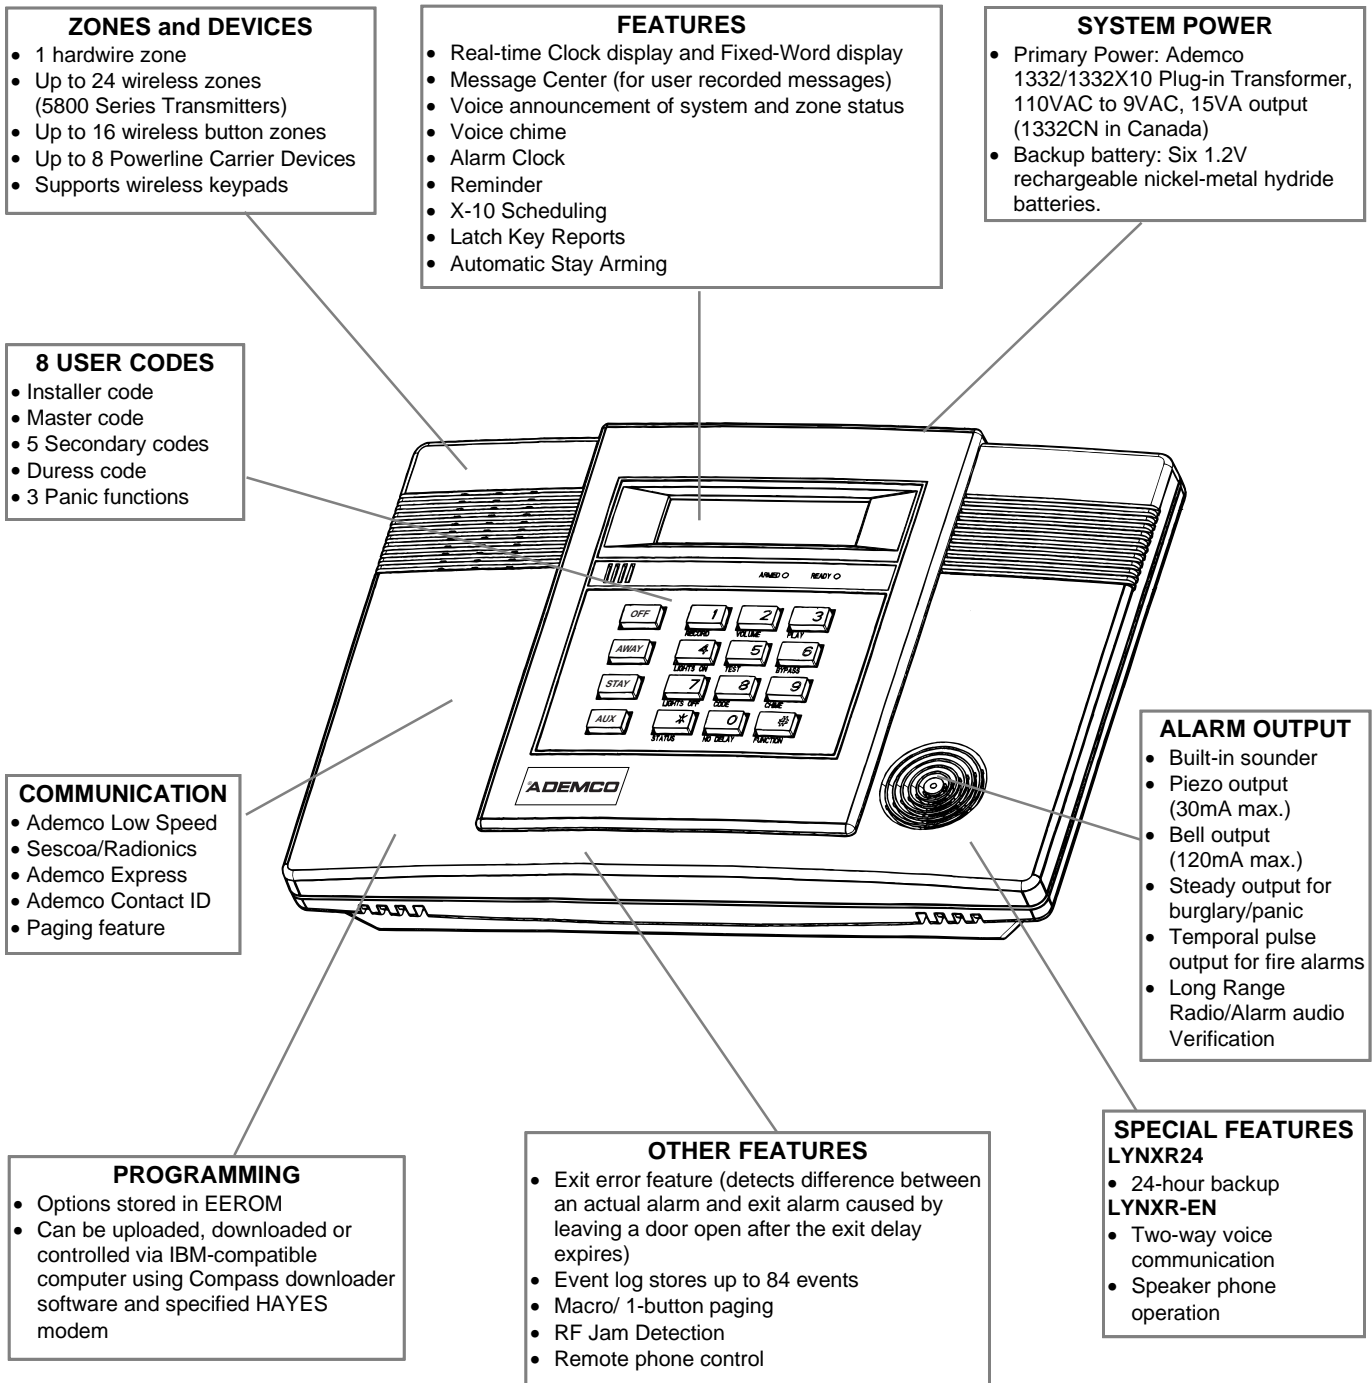 ZONES and DEVICES
• 1 hardwire zone
• Up to 24 wireless zones
(5800 Series Transmitters)
• Up to 16 wireless button zones
• Up to 8 Powerline Carrier Devices
• Supports wireless keypads
FEATURES
• Real-time Clock display and Fixed-Word display
• Message Center (for user recorded messages)
• Voice announcement of system and zone status
• Voice chime
• Alarm Clock
• Reminder
• X-10 Scheduling
• Latch Key Reports
• Automatic Stay Arming
SYSTEM POWER
• Primary Power: Ademco
1332/1332X10 Plug-in Transformer,
110VAC to 9VAC, 15VA output
(1332CN in Canada)
• Backup battery: Six 1.2V
rechargeable nickel-metal hydride
batteries.
8 USER CODES
• Installer code
• Master code
• 5 Secondary codes
• Duress code
• 3 Panic functions
ARMED READY
OFF 1 2 3
RECORD VOLUME PLAY
AWAY 4 5 6
LIGHTS ON TEST BYPASS
STAY 7 8 9
LIGHTS OFF CODE CHIME
AUX * 0 #
STATUS NO DELAY FUNCTION
ADEMCO
COMMUNICATION
• Ademco Low Speed
• Sescoa/Radionics
• Ademco Express
• Ademco Contact ID
• Paging feature
ALARM OUTPUT
• Built-in sounder
• Piezo output
(30mA max.)
• Bell output
(120mA max.)
• Steady output for
burglary/panic
• Temporal pulse
output for fire alarms
• Long Range
Radio/Alarm audio
Verification
PROGRAMMING
• Options stored in EEROM
• Can be uploaded, downloaded or
controlled via IBM-compatible
computer using Compass downloader
software and specified HAYES
modem
OTHER FEATURES
• Exit error feature (detects difference between
an actual alarm and exit alarm caused by
leaving a door open after the exit delay
expires)
• Event log stores up to 84 events
• Macro/ 1-button paging
• RF Jam Detection
• Remote phone control
SPECIAL FEATURES
LYNXR24
• 24-hour backup
LYNXR-EN
• Two-way voice
communication
• Speaker phone
operation